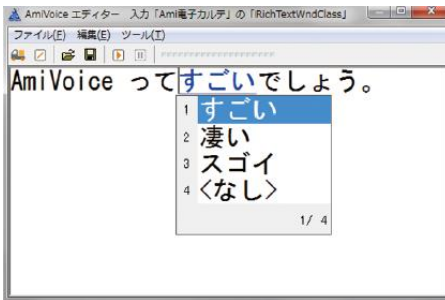 AmiVoice エディター 入力「Ami電子カルテ」の「RichTextWndClass」
ファイル(F) 編集(E) ツール(T)
AmiVoice ってすごいでしょう。
1 すごい
2 凄い
3 スゴイ
4 <なし>
1/ 4